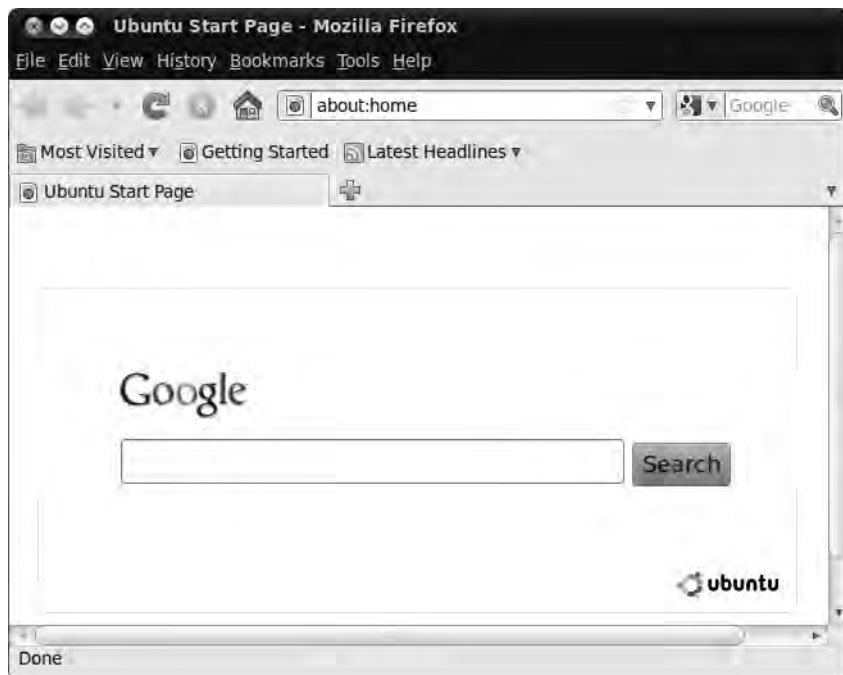 Ubuntu Start Page - Mozilla Firefox
File Edit View History Bookmarks Tools Help
about:home Google
Most Visited Getting Started Latest Headlines
Ubuntu Start Page
Google
Search
ubuntu
Done